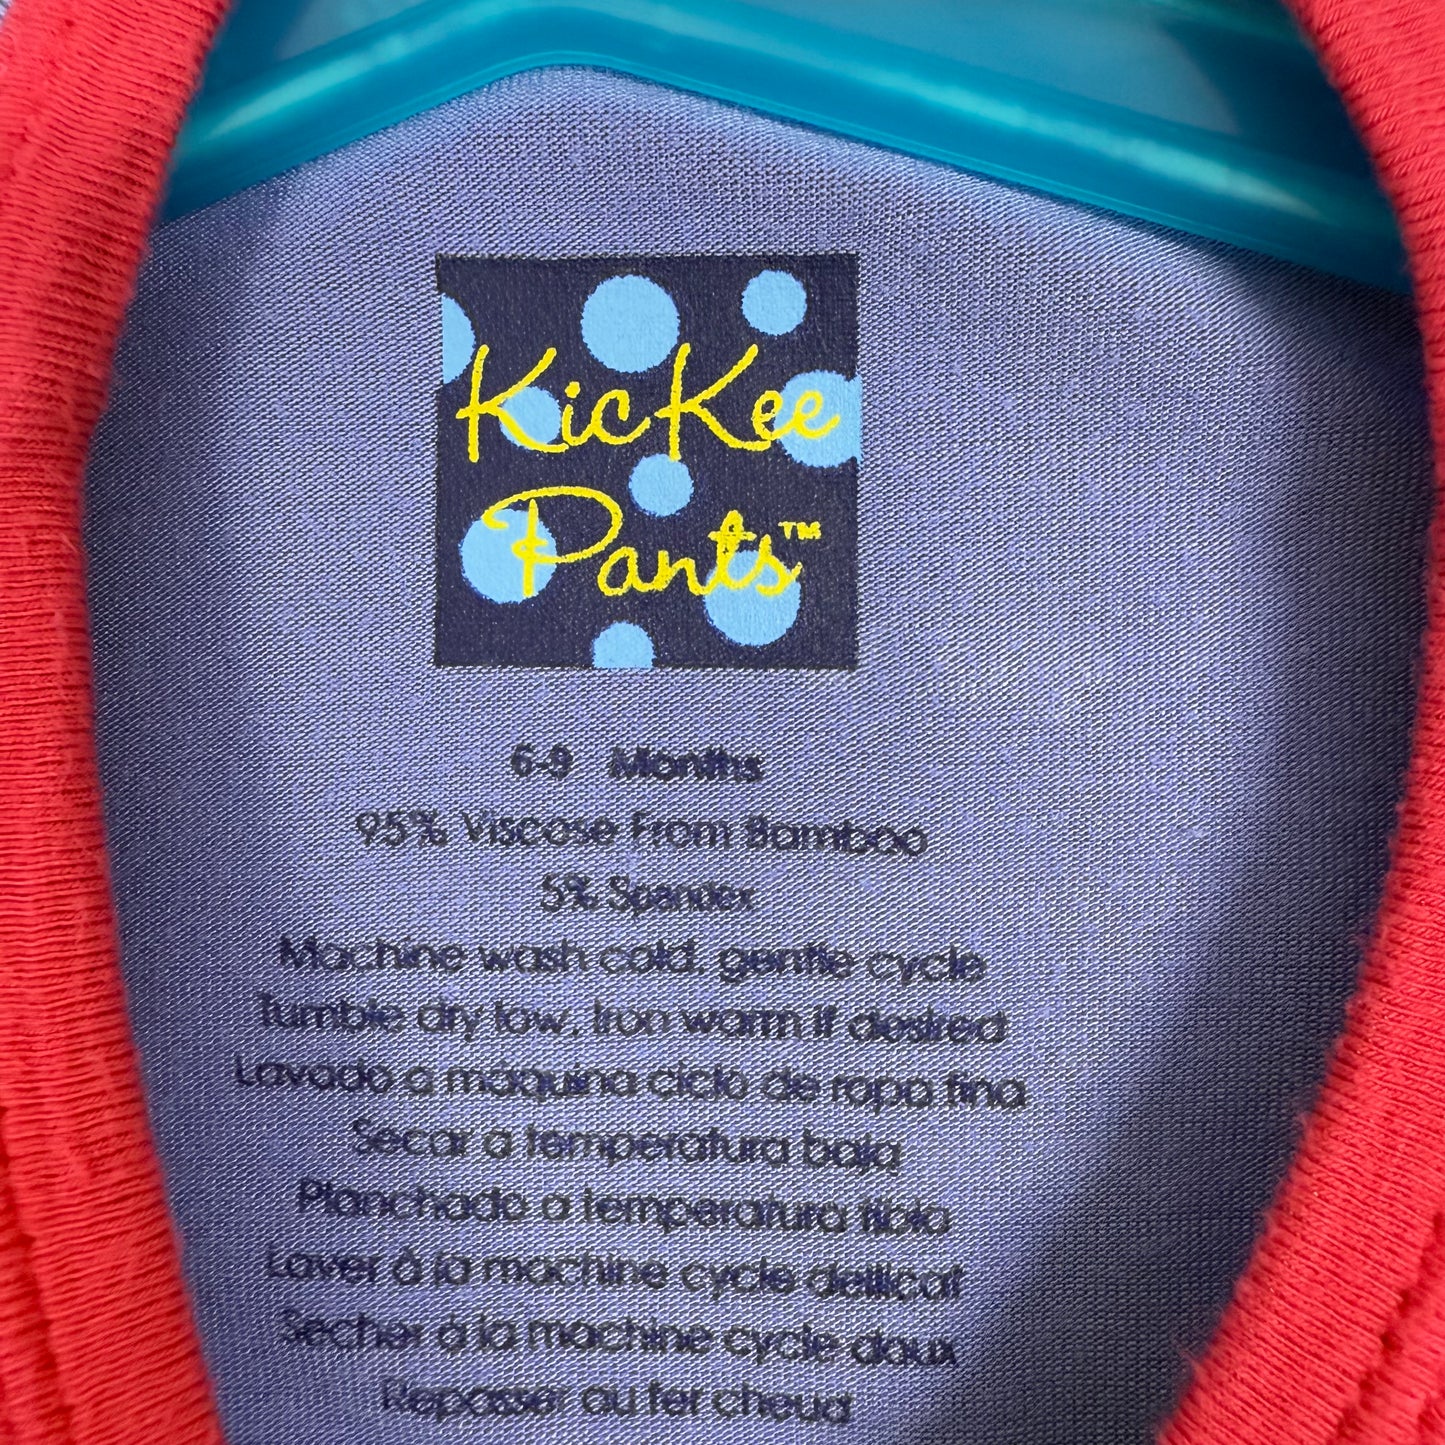 KicKee
Pants™
6-9 Months
95% Viscose From Bamboo
5% Spandex
Machine wash cold, gentle cycle
Tumble dry low, Iron warm if desired
Lavado a máquina ciclo de ropa fina
Secar a temperatura baja
Planchado a temperatura tibia
Laver à la machine cycle delicat
Secher à la machine cycle doux
Repasser au fer cheud